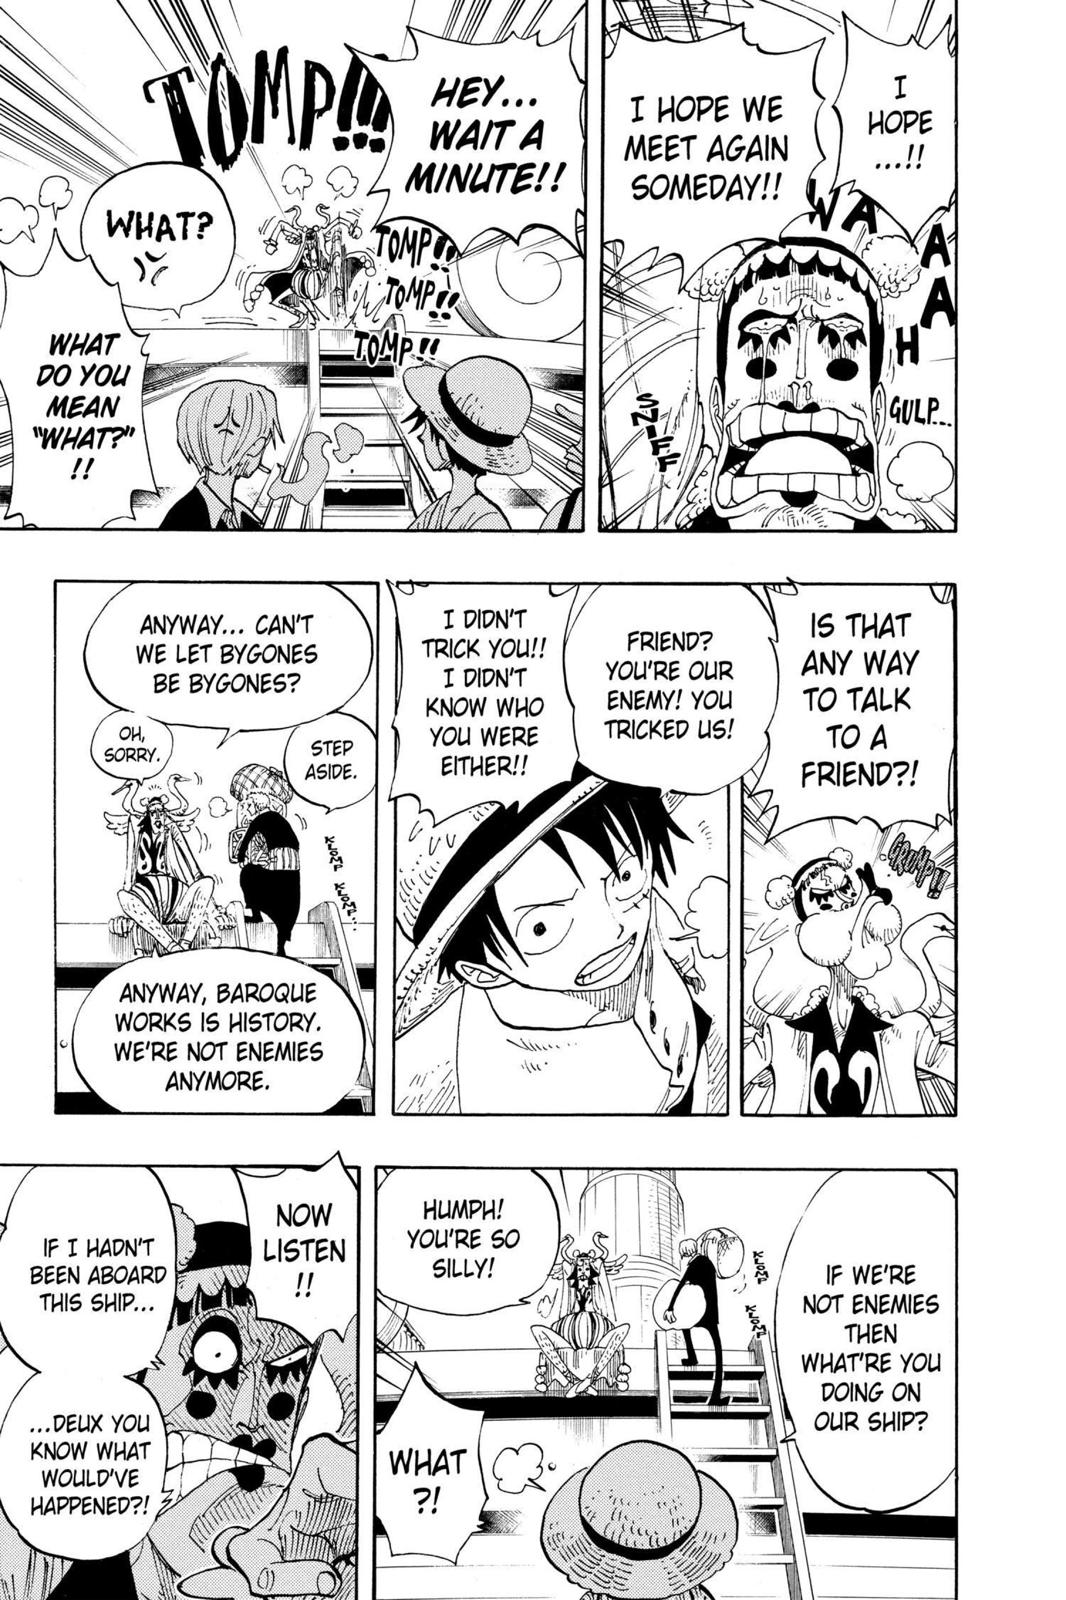 I
HOPE
...!!
I HOPE WE
MEET AGAIN
SOMEDAY!!
WAAAAH
GULP...
SNIFF
HEY...
WAIT A
MINUTE!!
TOMP!!!
TOMP!!
TOMP!!
TOMP!!
WHAT?
WHAT
DO YOU
MEAN
"WHAT?"
!!
IS THAT
ANY WAY
TO TALK
TO A
FRIEND?!
FRIEND?
YOU'RE OUR
ENEMY! YOU
TRICKED US!
I DIDN'T
TRICK YOU!!
I DIDN'T
KNOW WHO
YOU WERE
EITHER!!
ANYWAY... CAN'T
WE LET BYGONES
BE BYGONES?
STEP
ASIDE.
OH,
SORRY.
KLOMP
KLOMP...
ANYWAY, BAROQUE
WORKS IS HISTORY.
WE'RE NOT ENEMIES
ANYMORE.
IF WE'RE
NOT ENEMIES
THEN
WHAT'RE YOU
DOING ON
OUR SHIP?
KLOMP
KLOMP
HUMPH!
YOU'RE SO
SILLY!
WHAT
?!
NOW
LISTEN
!!
IF I HADN'T
BEEN ABOARD
THIS SHIP...
...DEUX YOU
KNOW WHAT
WOULD'VE
HAPPENED?!